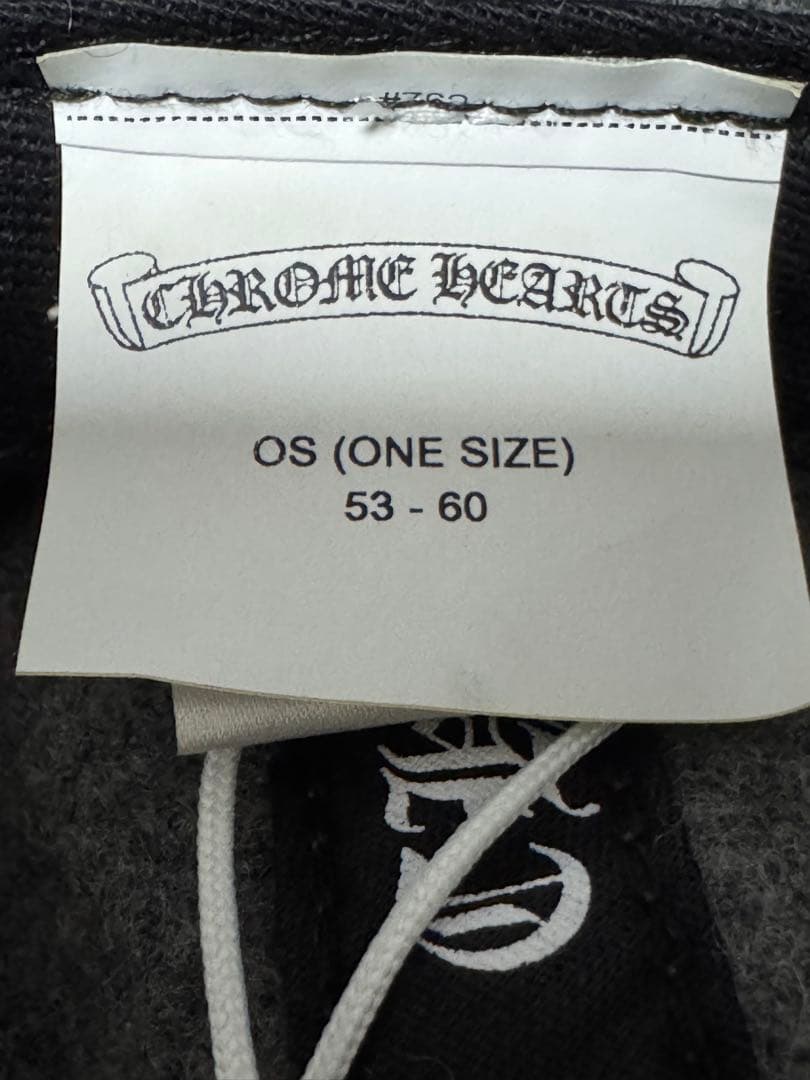 CHROME HEARTS
OS (ONE SIZE)
53 - 60